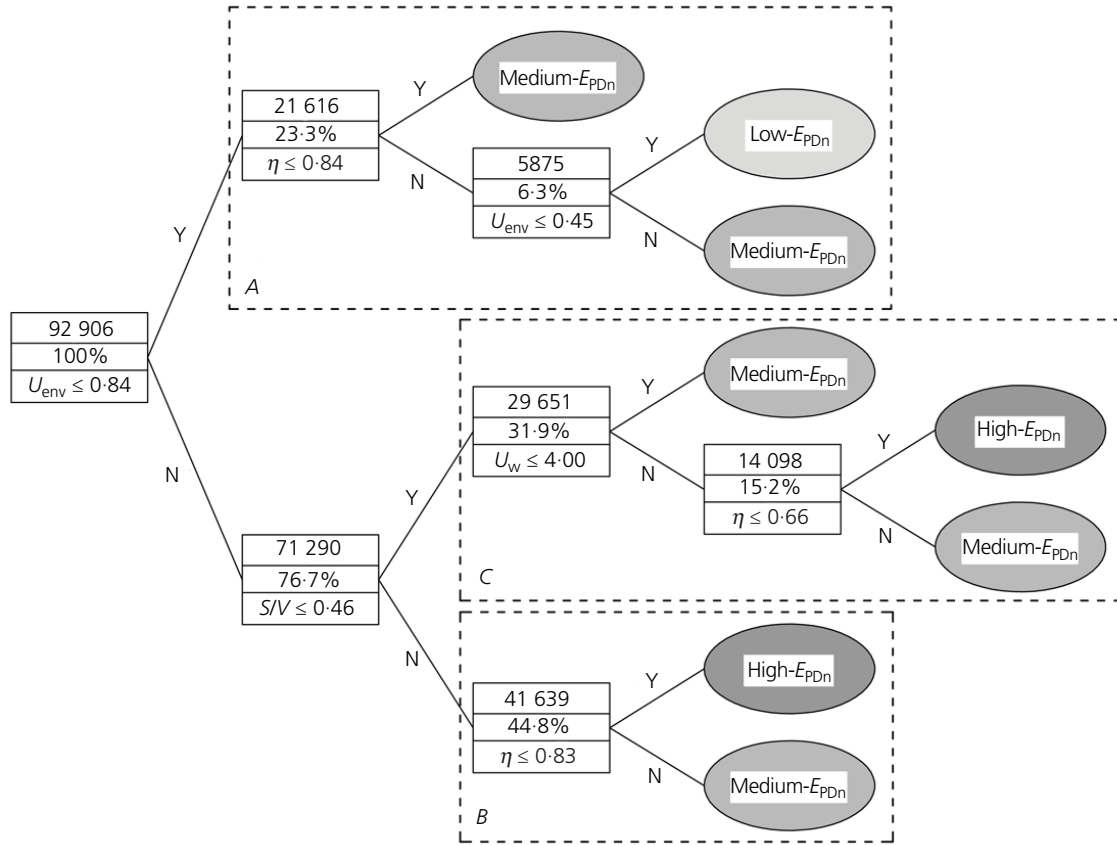 92 906
100%
U_env ≤ 0·84
Y
N
21 616
23·3%
η ≤ 0·84
Y
N
Medium-E_PDn
5875
6·3%
U_env ≤ 0·45
Y
N
Low-E_PDn
Medium-E_PDn
A
71 290
76·7%
S/V ≤ 0·46
Y
N
29 651
31·9%
U_w ≤ 4·00
Y
N
Medium-E_PDn
14 098
15·2%
η ≤ 0·66
Y
N
High-E_PDn
Medium-E_PDn
C
41 639
44·8%
η ≤ 0·83
Y
N
High-E_PDn
Medium-E_PDn
B